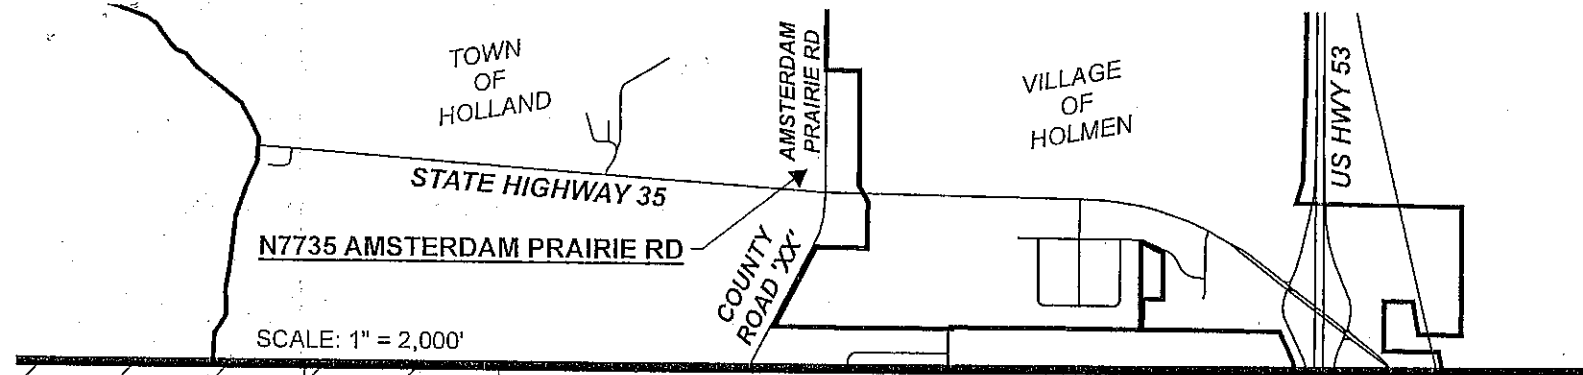 TOWN
OF
HOLLAND
AMSTERDAM
PRAIRIE RD
VILLAGE
OF
HOLMEN
US HWY 53
STATE HIGHWAY 35
N7735 AMSTERDAM PRAIRIE RD
COUNTY
ROAD 'XX'
SCALE: 1" = 2,000'